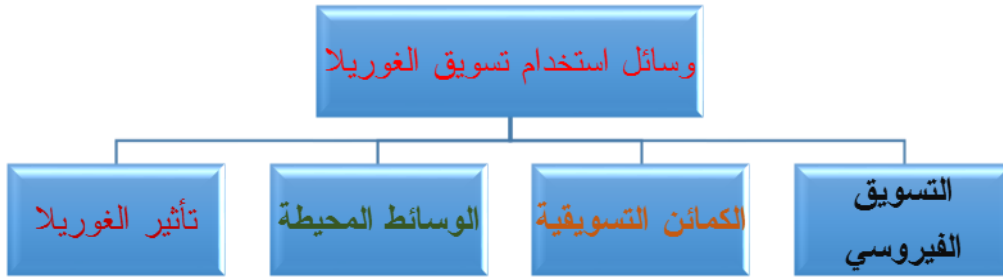 وسائل استخدام تسويق الغوريلا
التسويق
الفيروسي
الكمائن التسويقية
الوسائط المحيطة
تأثير الغوريلا